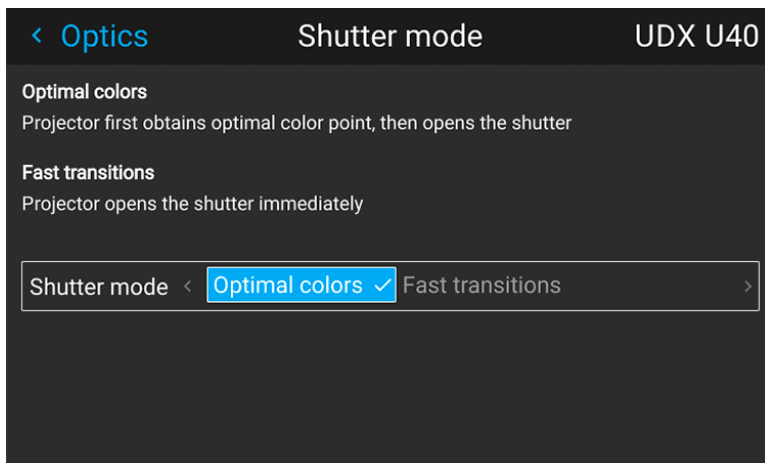 Optics Shutter mode UDX U40
Optimal colors
Projector first obtains optimal color point, then opens the shutter
Fast transitions
Projector opens the shutter immediately
Shutter mode Optimal colors Fast transitions